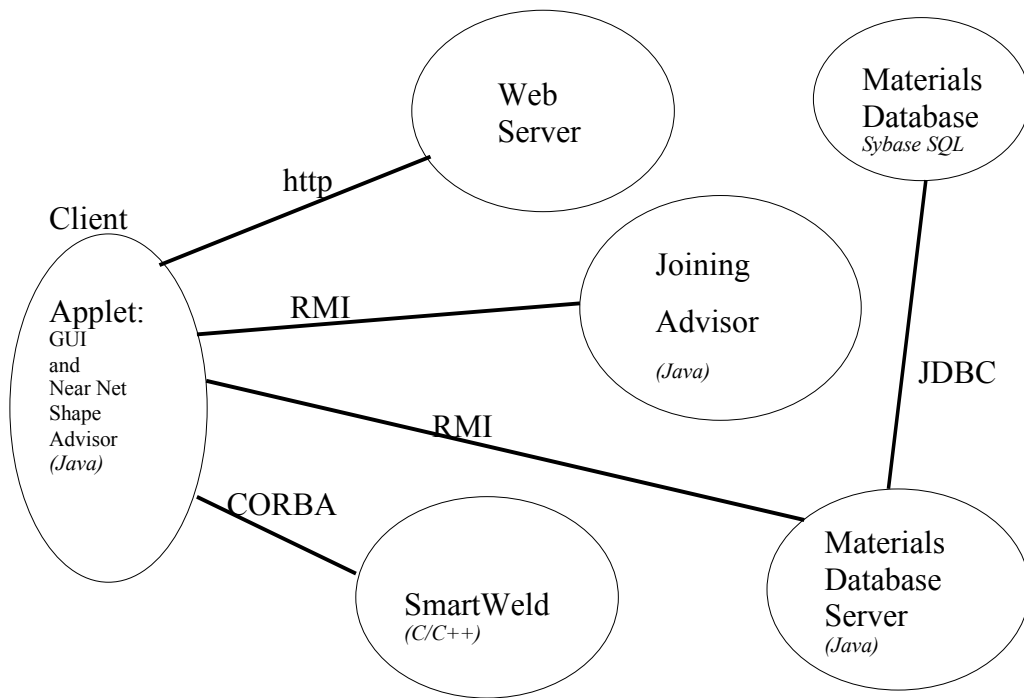 Web
Server
Materials
Database
Sybase SQL
http
Client
Applet:
GUI
and
Near Net
Shape
Advisor
(Java)
RMI
Joining
Advisor
(Java)
JDBC
RMI
CORBA
SmartWeld
(C/C++)
Materials
Database
Server
(Java)